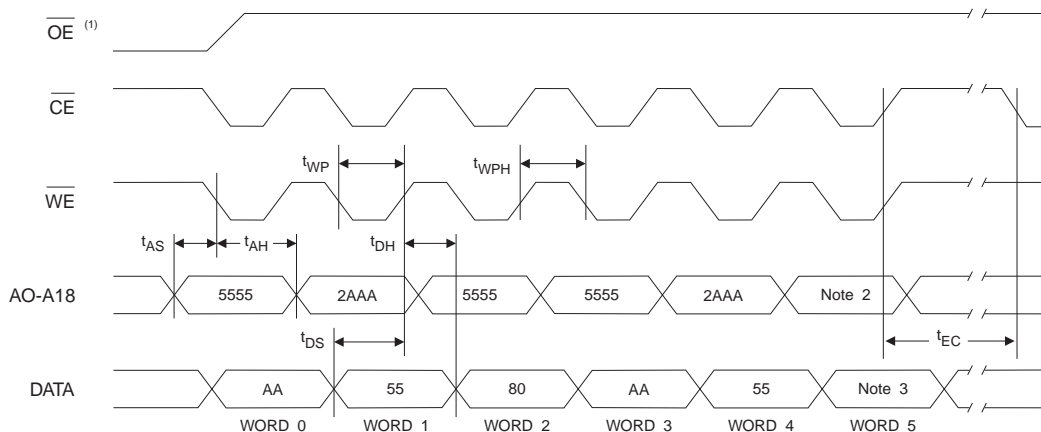 OE (1)
CE
tWP
tWPH
WE
tAS
tAH
tDH
AO-A18
5555
2AAA
5555
5555
2AAA
Note 2
tDS
tEC
DATA
AA
55
80
AA
55
Note 3
WORD 0
WORD 1
WORD 2
WORD 3
WORD 4
WORD 5